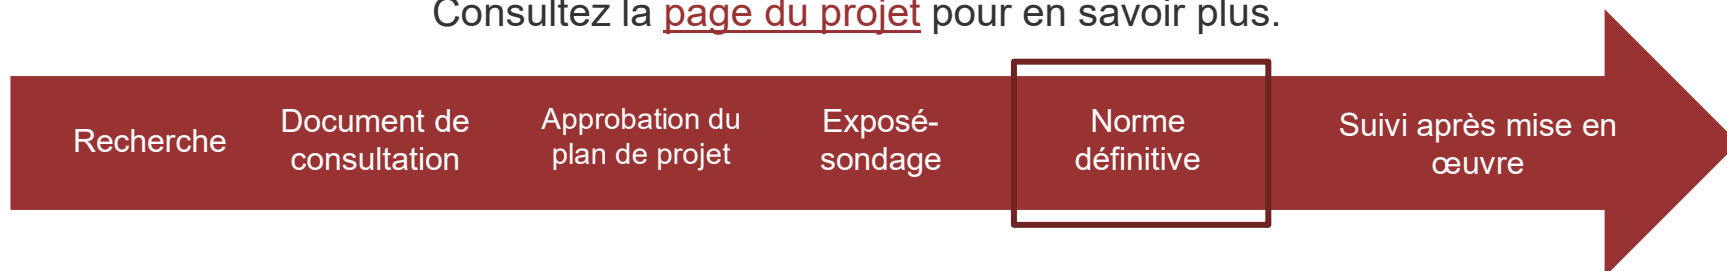 Consultez la page du projet pour en savoir plus.
Recherche
Document de
consultation
Approbation du
plan de projet
Exposé-
sondage
Norme
définitive
Suivi après mise en
œuvre